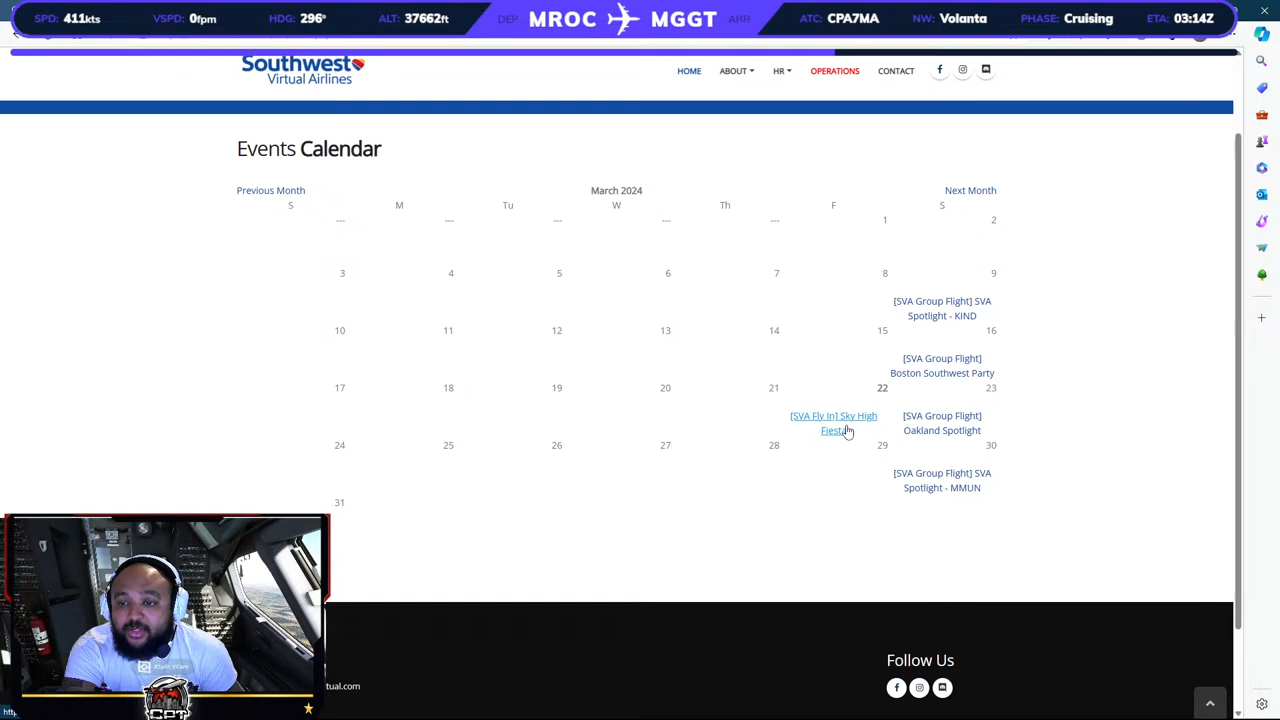 SPD: 411kts VSPD: 0fpm HDG: 296° ALT: 37662ft DEP MROC MGGT ARR ATC: CPA7MA NW: Volanta PHASE: Cruising ETA: 03:14Z
Southwest
Virtual Airlines
HOME ABOUT HR OPERATIONS CONTACT
Events Calendar
Previous Month March 2024 Next Month
S M Tu W Th F S
--- --- --- --- --- 1 2
3 4 5 6 7 8 9
[SVA Group Flight] SVA
Spotlight - KIND
10 11 12 13 14 15 16
[SVA Group Flight]
Boston Southwest Party
17 18 19 20 21 22 23
[SVA Fly In] Sky High
Fiesta
[SVA Group Flight]
Oakland Spotlight
24 25 26 27 28 29 30
[SVA Group Flight] SVA
Spotlight - MMUN
31
Follow Us
tual.com
XSplit VCam
CPT